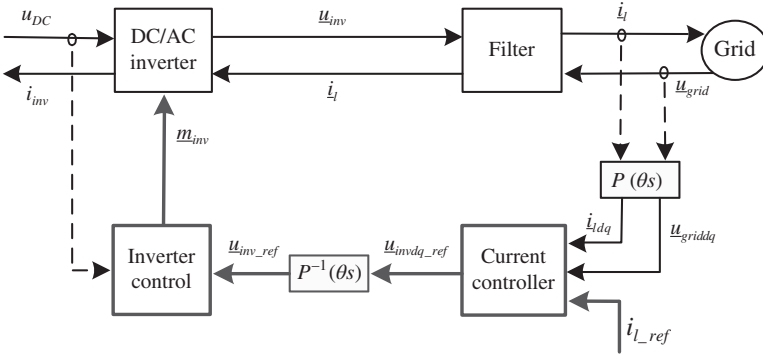 u_DC
DC/AC
inverter
u_inv
Filter
i_l
Grid
i_inv
i_l
u_grid
m_inv
P (θs)
i_ldq
u_griddq
Inverter
control
u_inv_ref
P⁻¹(θs)
u_invdq_ref
Current
controller
i_l_ref